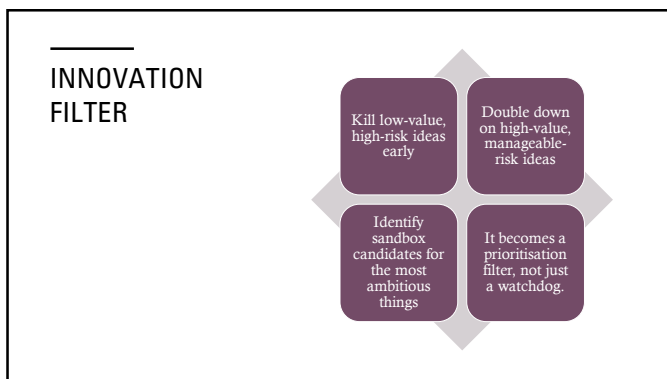 INNOVATION
FILTER
Kill low-value,
high-risk ideas
early
Double down
on high-value,
manageable-
risk ideas
Identify
sandbox
candidates for
the most
ambitious
things
It becomes a
prioritisation
filter, not just
a watchdog.